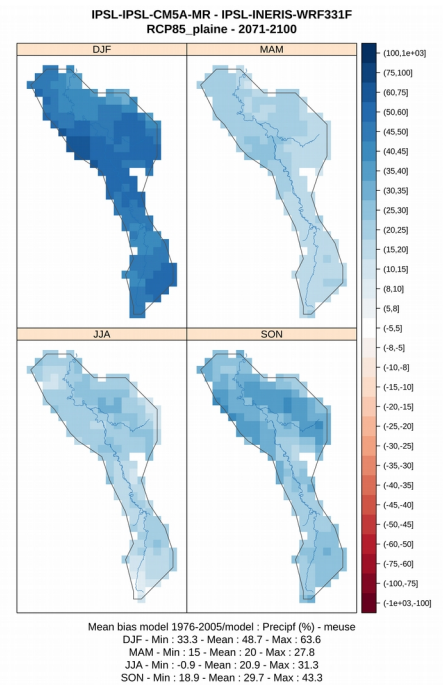 IPSL-IPSL-CM5A-MR - IPSL-INERIS-WRF331F
RCP85_plaine - 2071-2100
DJF
MAM
JJA
SON
(100,1e+03]
(75,100]
(60,75]
(50,60]
(45,50]
(40,45]
(35,40]
(30,35]
(25,30]
(20,25]
(15,20]
(10,15]
(8,10]
(5,8]
(-5,5]
(-8,-5]
(-10,-8]
(-15,-10]
(-20,-15]
(-25,-20]
(-30,-25]
(-35,-30]
(-40,-35]
(-45,-40]
(-50,-45]
(-60,-50]
(-75,-60]
(-100,-75]
(-1e+03,-100]
Mean bias model 1976-2005/model : Precipf (%) - meuse
DJF - Min : 33.3 - Mean : 48.7 - Max : 63.6
MAM - Min : 15 - Mean : 20 - Max : 27.8
JJA - Min : -0.9 - Mean : 20.9 - Max : 31.3
SON - Min : 18.9 - Mean : 29.7 - Max : 43.3